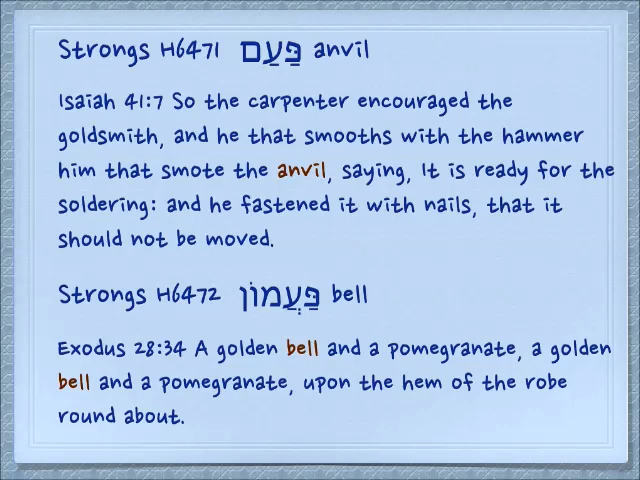 Strongs H6471 פַּעַם anvil
Isaiah 41:7 So the carpenter encouraged the
goldsmith, and he that smooths with the hammer
him that smote the anvil, saying, It is ready for the
soldering: and he fastened it with nails, that it
should not be moved.
Strongs H6472 פַּעֲמוֹן bell
Exodus 28:34 A golden bell and a pomegranate, a golden
bell and a pomegranate, upon the hem of the robe
round about.